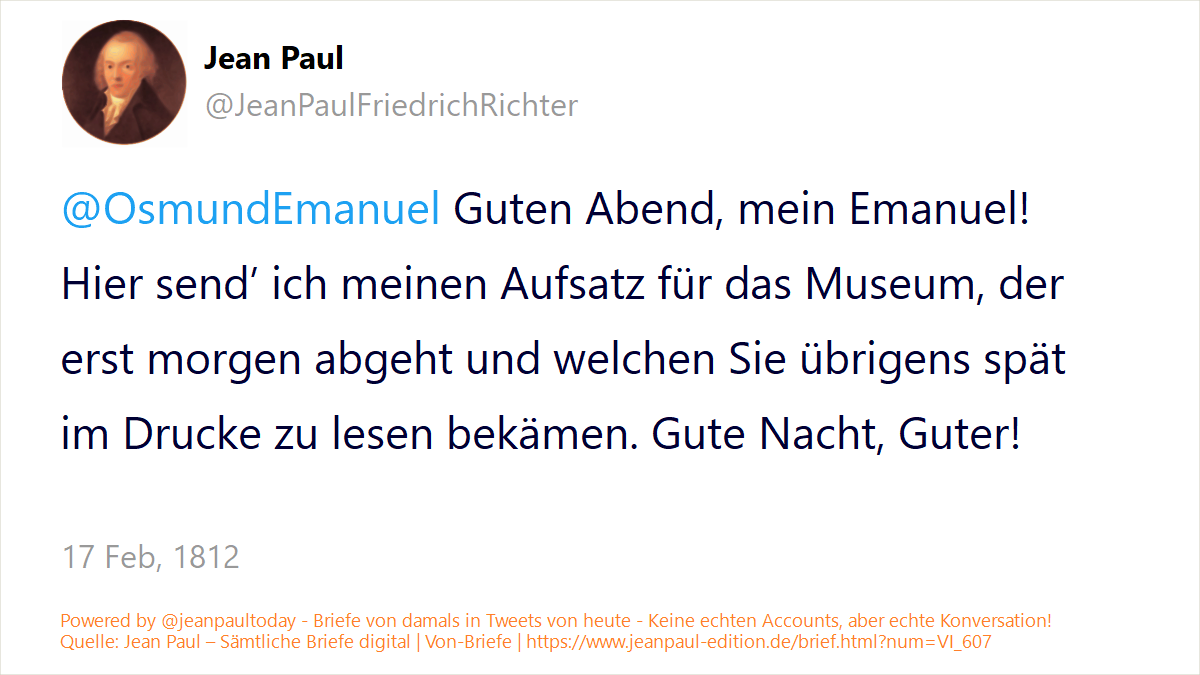 Jean Paul
@JeanPaulFriedrichRichter
@OsmundEmanuel Guten Abend, mein Emanuel!
Hier send’ ich meinen Aufsatz für das Museum, der
erst morgen abgeht und welchen Sie übrigens spät
im Drucke zu lesen bekämen. Gute Nacht, Guter!
17 Feb, 1812
Powered by @jeanpaultoday - Briefe von damals in Tweets von heute - Keine echten Accounts, aber echte Konversation!
Quelle: Jean Paul – Sämtliche Briefe digital | Von-Briefe | https://www.jeanpaul-edition.de/brief.html?num=VI_607